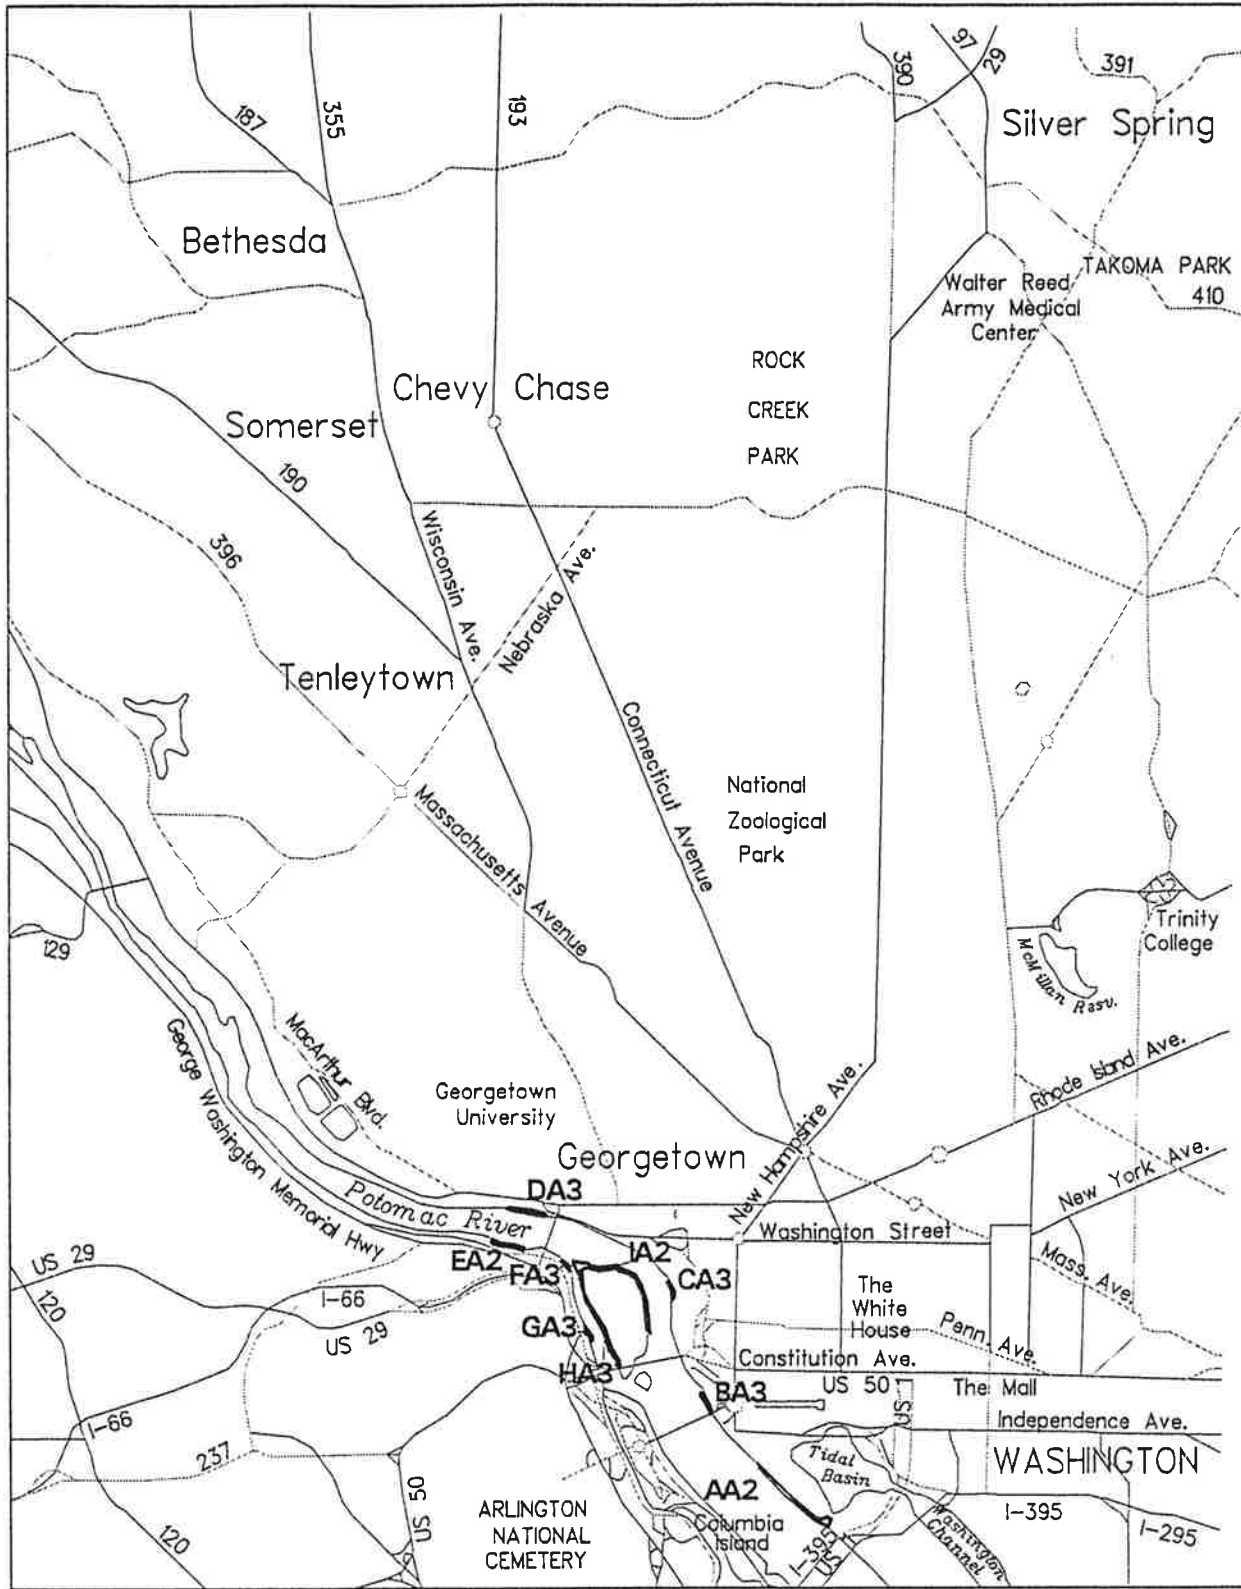 97
29
390
391
187
355
193
Silver Spring
Bethesda
TAKOMA PARK
410
Walter Reed
Army Medical
Center
ROCK
CREEK
PARK
Chevy Chase
Somerset
190
396
Wisconsin Ave.
Nebraska Ave.
Tenleytown
Connecticut Avenue
Massachusetts Avenue
National
Zoological
Park
129
Trinity
College
McMillan Rasv.
MacArthur Blvd.
George Washington Memorial Hwy
Georgetown
University
Georgetown
New Hampshire Ave.
Rhode Island Ave.
New York Ave.
DA3
Potomac River
Washington Street
Mass. Ave.
EA2
FA3
IA2
CA3
US 29
120
I-66
US 29
The
White
House
Penn. Ave.
GA3
HA3
Constitution Ave.
BA3
US 50
US
The Mall
Independence Ave.
I-66
237
Tidal
Basin
WASHINGTON
US 50
AA2
Columbia
Island
ARLINGTON
NATIONAL
CEMETERY
120
I-395
US
Washington
Channel
I-395
I-295